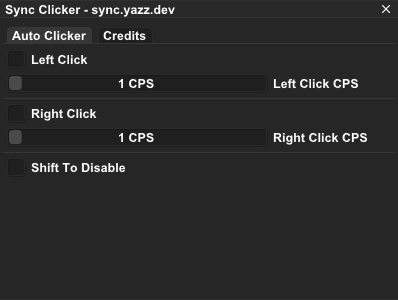 Sync Clicker - sync.yazz.dev
Auto Clicker Credits
Left Click
1 CPS Left Click CPS
Right Click
1 CPS Right Click CPS
Shift To Disable